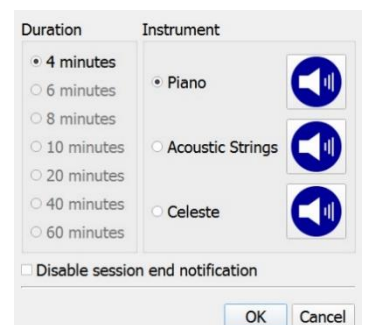 Duration Instrument
4 minutes
6 minutes
Piano
8 minutes
10 minutes
Acoustic Strings
20 minutes
40 minutes
Celeste
60 minutes
Disable session end notification
OK Cancel